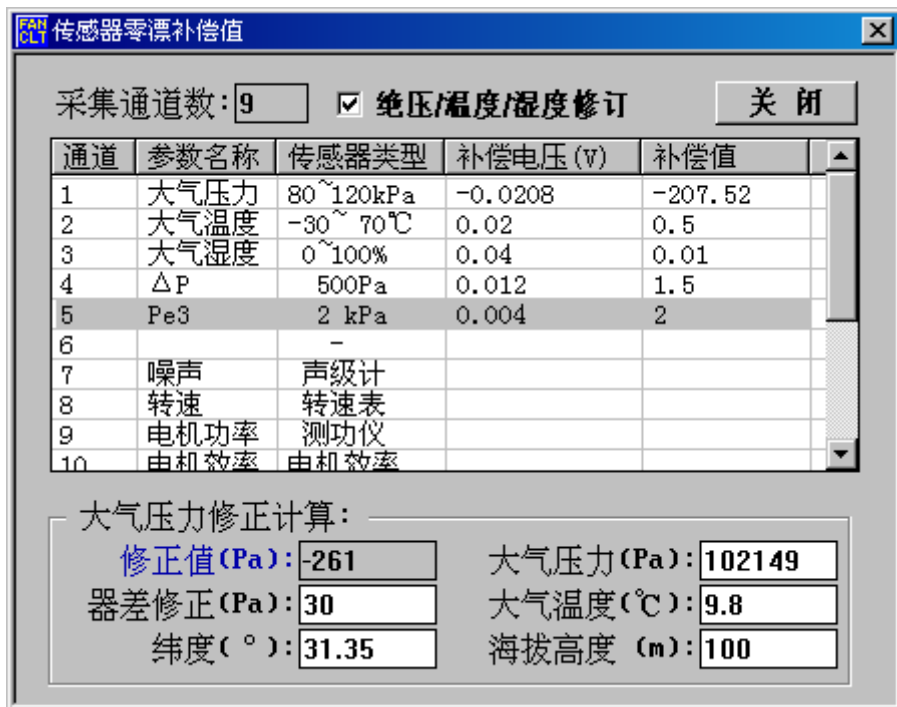 FAN CLT 传感器零漂补偿值
采集通道数: 9 绝压/温度/湿度修订 关 闭
通道 参数名称 传感器类型 补偿电压(V) 补偿值
1 大气压力 80~120kPa -0.0208 -207.52
2 大气温度 -30~ 70℃ 0.02 0.5
3 大气湿度 0~100% 0.04 0.01
4 ΔP 500Pa 0.012 1.5
5 Pe3 2 kPa 0.004 2
6 -
7 噪声 声级计
8 转速 转速表
9 电机功率 测功仪
10 电机效率 电机效率
大气压力修正计算:
修正值(Pa): -261 大气压力(Pa): 102149
器差修正(Pa): 30 大气温度(℃): 9.8
纬度( ° ): 31.35 海拔高度 (m): 100